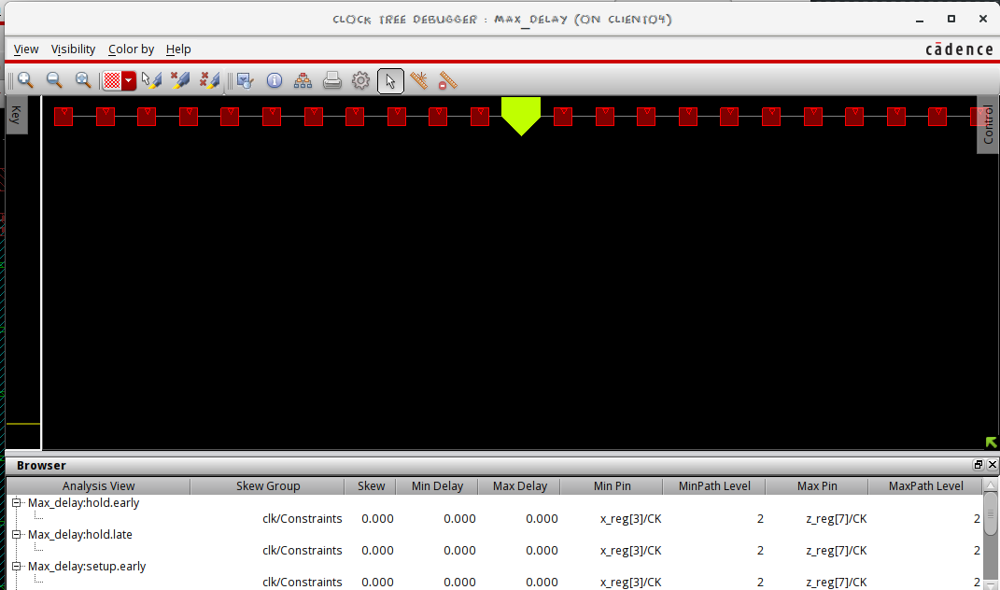 CLOCK TREE DEBUGGER : MAX_DELAY (ON CLIENT04)
View Visibility Color by Help
cādence
Key
Control
Browser
Analysis View Skew Group Skew Min Delay Max Delay Min Pin MinPath Level Max Pin MaxPath Level
Max_delay:hold.early
clk/Constraints 0.000 0.000 0.000 x_reg[3]/CK 2 z_reg[7]/CK 2
Max_delay:hold.late
clk/Constraints 0.000 0.000 0.000 x_reg[3]/CK 2 z_reg[7]/CK 2
Max_delay:setup.early
clk/Constraints 0.000 0.000 0.000 x_reg[3]/CK 2 z_reg[7]/CK 2